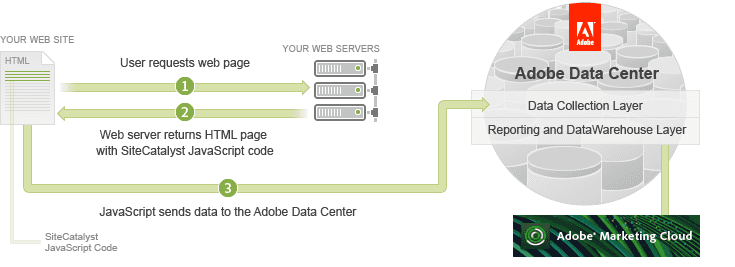 YOUR WEB SITE
HTML
User requests web page
1
YOUR WEB SERVERS
2
Web server returns HTML page
with SiteCatalyst JavaScript code
3
JavaScript sends data to the Adobe Data Center
SiteCatalyst
JavaScript Code
Adobe
Adobe Data Center
Data Collection Layer
Reporting and DataWarehouse Layer
Adobe® Marketing Cloud